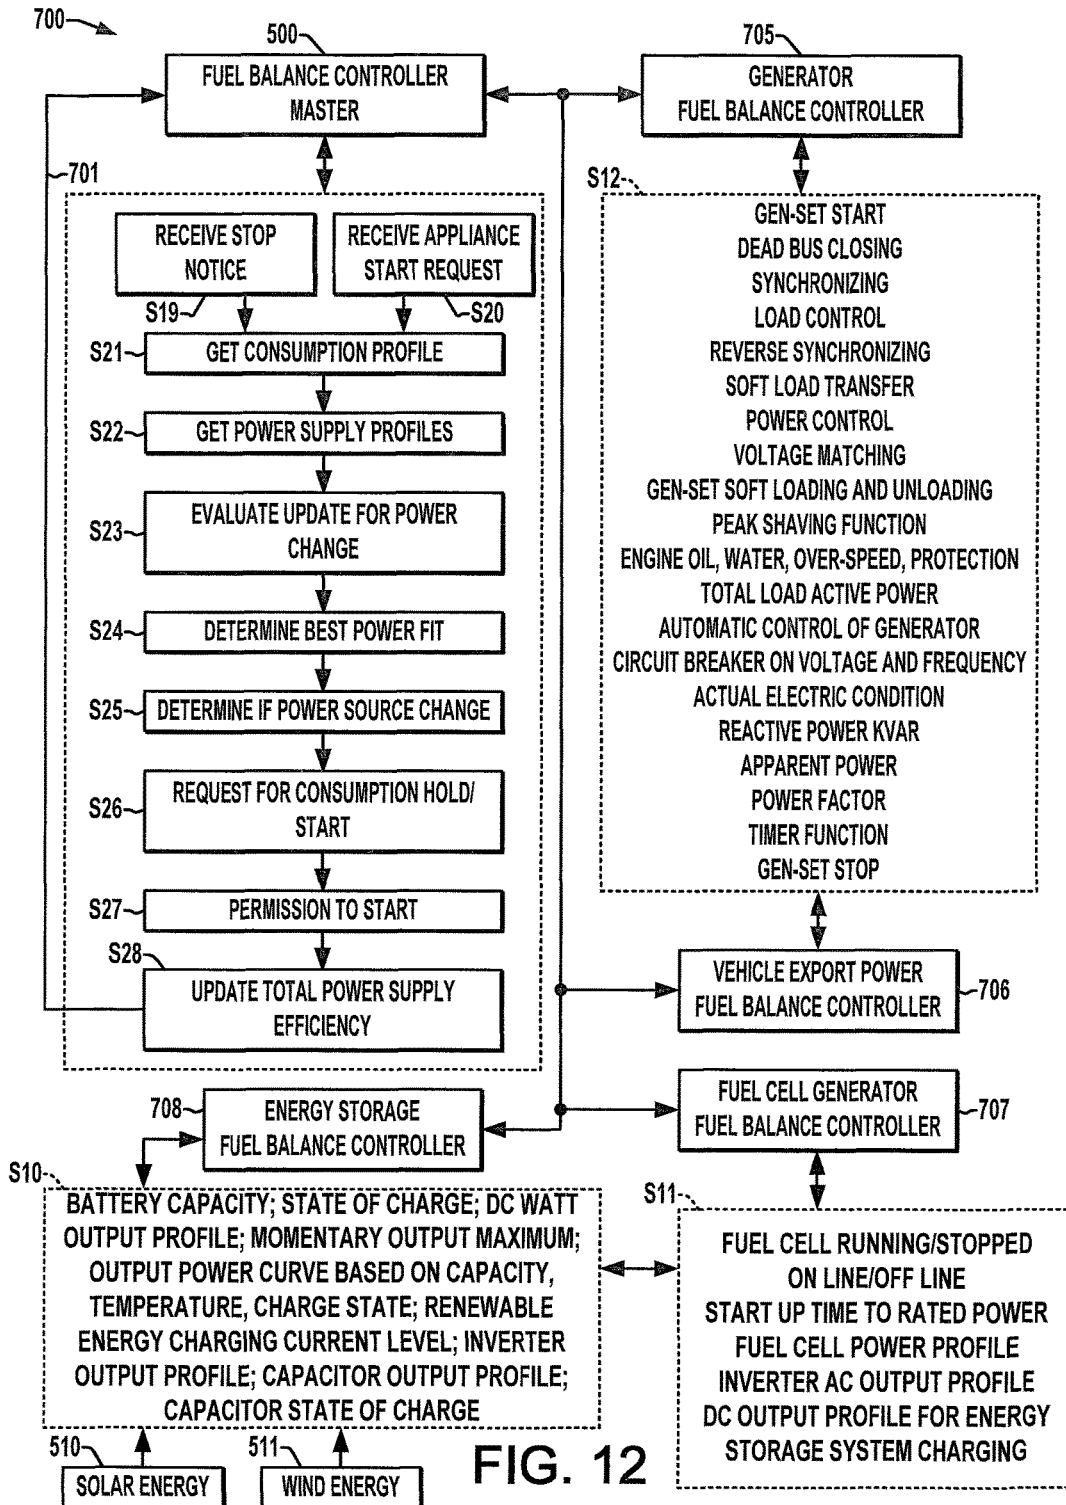 700
500
FUEL BALANCE CONTROLLER
MASTER
705
GENERATOR
FUEL BALANCE CONTROLLER
701
RECEIVE STOP
NOTICE
S19
RECEIVE APPLIANCE
START REQUEST
S20
S21
GET CONSUMPTION PROFILE
S22
GET POWER SUPPLY PROFILES
S23
EVALUATE UPDATE FOR POWER
CHANGE
S24
DETERMINE BEST POWER FIT
S25
DETERMINE IF POWER SOURCE CHANGE
S26
REQUEST FOR CONSUMPTION HOLD/
START
S27
PERMISSION TO START
S28
UPDATE TOTAL POWER SUPPLY
EFFICIENCY
S12
GEN-SET START
DEAD BUS CLOSING
SYNCHRONIZING
LOAD CONTROL
REVERSE SYNCHRONIZING
SOFT LOAD TRANSFER
POWER CONTROL
VOLTAGE MATCHING
GEN-SET SOFT LOADING AND UNLOADING
PEAK SHAVING FUNCTION
ENGINE OIL, WATER, OVER-SPEED, PROTECTION
TOTAL LOAD ACTIVE POWER
AUTOMATIC CONTROL OF GENERATOR
CIRCUIT BREAKER ON VOLTAGE AND FREQUENCY
ACTUAL ELECTRIC CONDITION
REACTIVE POWER KVAR
APPARENT POWER
POWER FACTOR
TIMER FUNCTION
GEN-SET STOP
VEHICLE EXPORT POWER
FUEL BALANCE CONTROLLER
706
FUEL CELL GENERATOR
FUEL BALANCE CONTROLLER
707
708
ENERGY STORAGE
FUEL BALANCE CONTROLLER
S10
BATTERY CAPACITY; STATE OF CHARGE; DC WATT
OUTPUT PROFILE; MOMENTARY OUTPUT MAXIMUM;
OUTPUT POWER CURVE BASED ON CAPACITY,
TEMPERATURE, CHARGE STATE; RENEWABLE
ENERGY CHARGING CURRENT LEVEL; INVERTER
OUTPUT PROFILE; CAPACITOR OUTPUT PROFILE;
CAPACITOR STATE OF CHARGE
S11
FUEL CELL RUNNING/STOPPED
ON LINE/OFF LINE
START UP TIME TO RATED POWER
FUEL CELL POWER PROFILE
INVERTER AC OUTPUT PROFILE
DC OUTPUT PROFILE FOR ENERGY
STORAGE SYSTEM CHARGING
510
SOLAR ENERGY
511
WIND ENERGY
FIG. 12